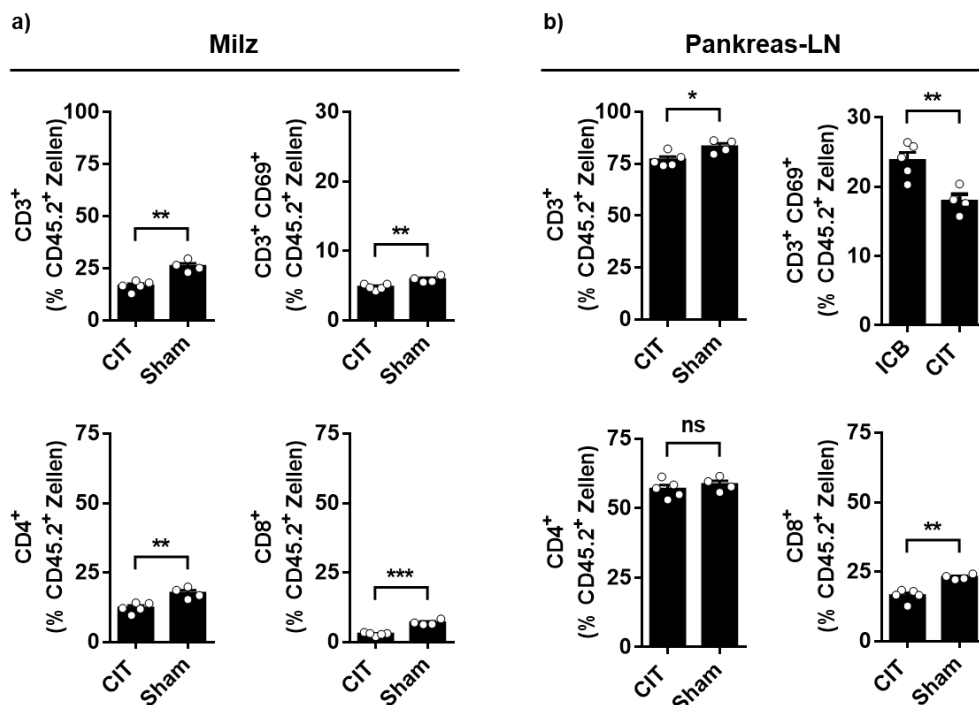 a)
Milz
CD3+
(% CD45.2+ Zellen)
100
75
50
25
0
**
CIT
Sham
CD3+ CD69+
(% CD45.2+ Zellen)
30
20
10
0
**
CIT
Sham
CD4+
(% CD45.2+ Zellen)
75
50
25
0
**
CIT
Sham
CD8+
(% CD45.2+ Zellen)
75
50
25
0
***
CIT
Sham
b)
Pankreas-LN
CD3+
(% CD45.2+ Zellen)
100
75
50
25
0
*
CIT
Sham
CD3+ CD69+
(% CD45.2+ Zellen)
30
20
10
0
**
ICB
CIT
CD4+
(% CD45.2+ Zellen)
75
50
25
0
ns
CIT
Sham
CD8+
(% CD45.2+ Zellen)
75
50
25
0
**
CIT
Sham